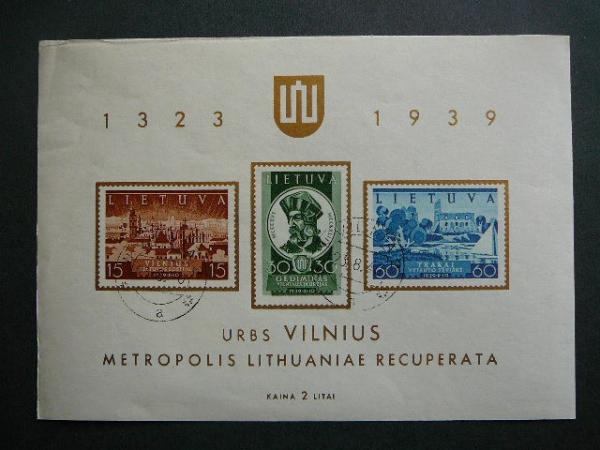 1323 1939
LIETUVA
15 VILNIUS 15
LIETUVA
30 30
GEDIMINAS
LIETUVA
60 TRAKAI 60
a
URBS VILNIUS
METROPOLIS LITHUANIAE RECUPERATA
KAINA 2 LITAI